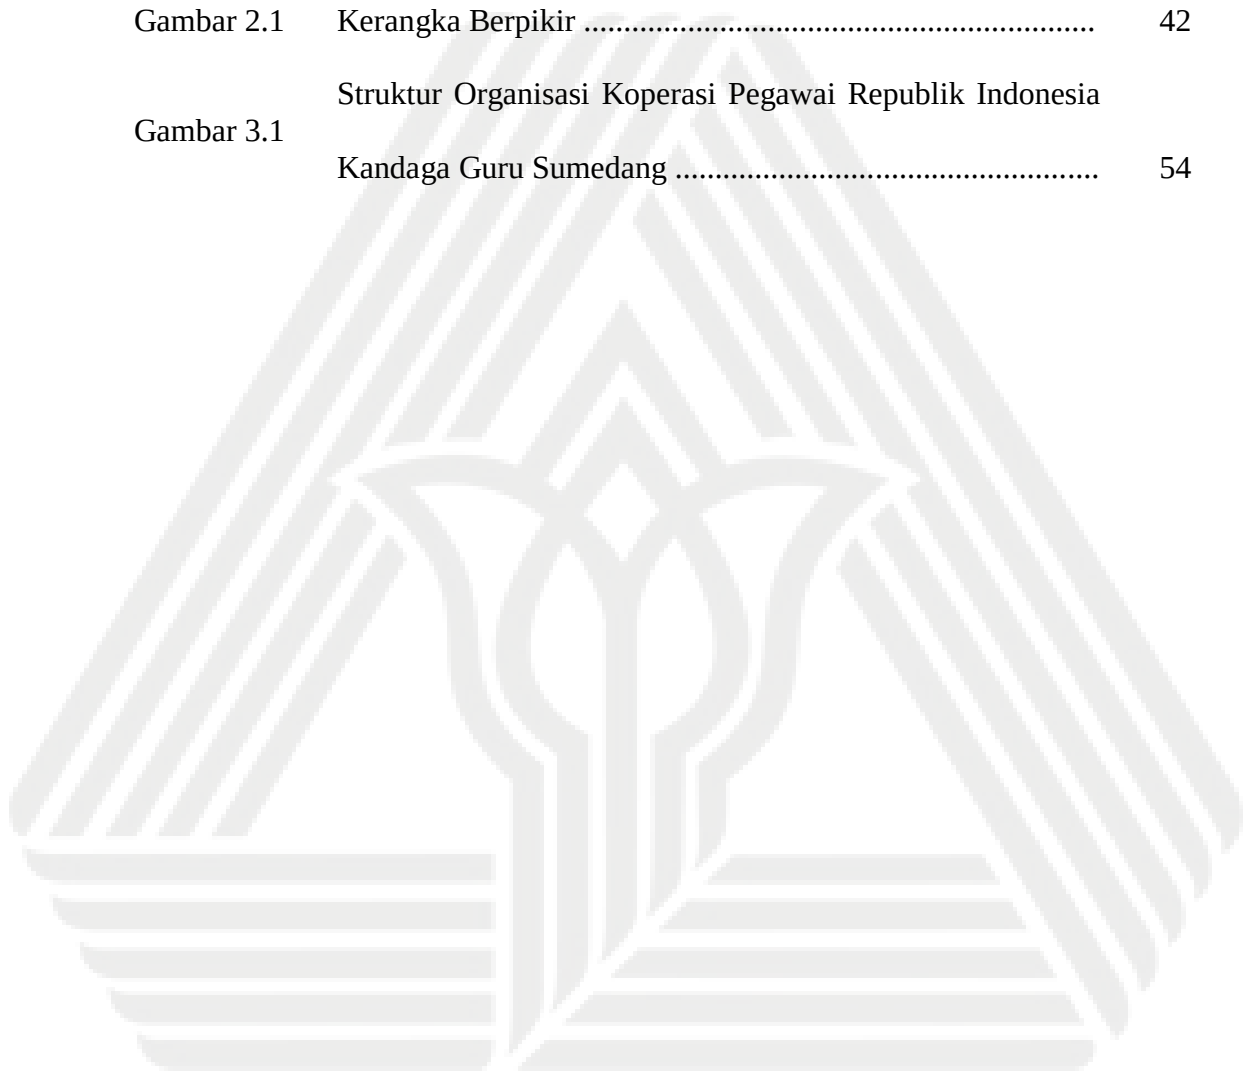 Gambar 2.1 Kerangka Berpikir ................................................................ 42
Struktur Organisasi Koperasi Pegawai Republik Indonesia
Gambar 3.1
Kandaga Guru Sumedang ..................................................... 54